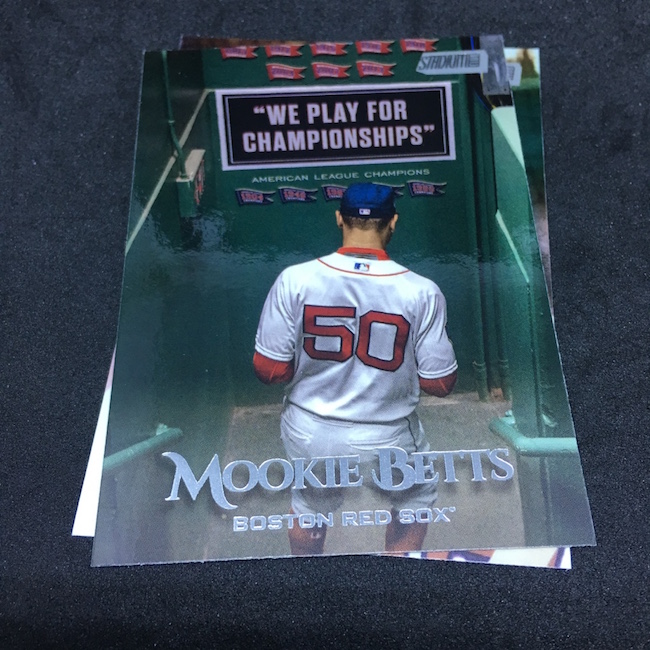 STADIUM
"WE PLAY FOR
CHAMPIONSHIPS"
AMERICAN LEAGUE CHAMPIONS
50
MOOKIE BETTS
BOSTON RED SOX